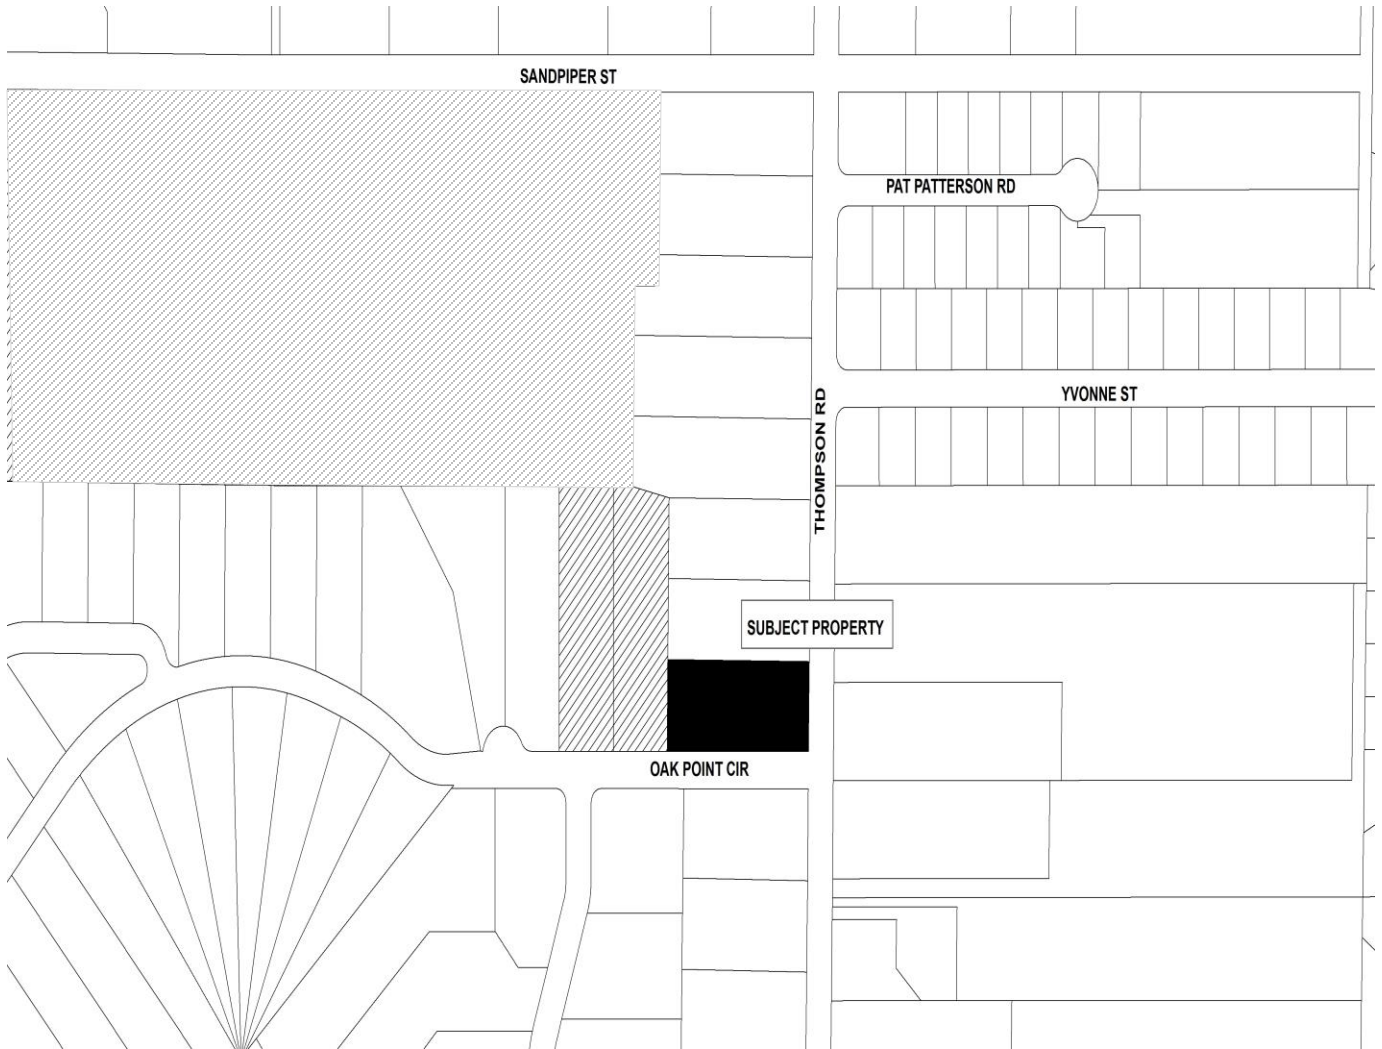 SANDPIPER ST
PAT PATTERSON RD
YVONNE ST
THOMPSON RD
SUBJECT PROPERTY
OAK POINT CIR